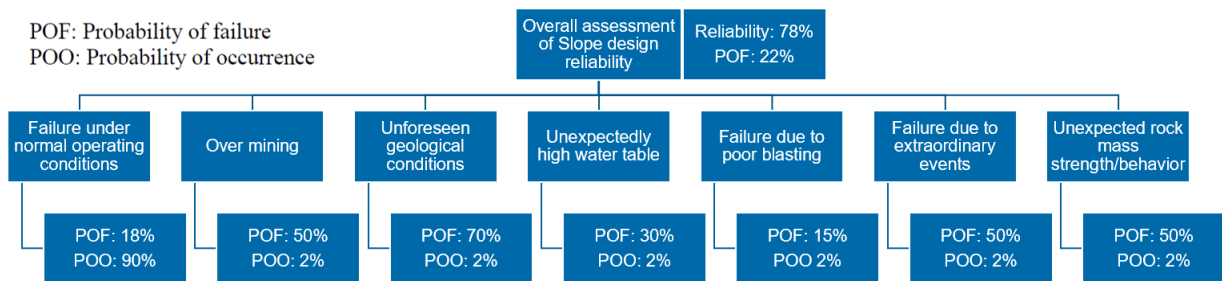 POF: Probability of failure
POO: Probability of occurrence
Overall assessment
of Slope design
reliability
Reliability: 78%
POF: 22%
Failure under
normal operating
conditions
Over mining
Unforeseen
geological
conditions
Unexpectedly
high water table
Failure due to
poor blasting
Failure due to
extraordinary
events
Unexpected rock
mass
strength/behavior
POF: 18%
POO: 90%
POF: 50%
POO: 2%
POF: 70%
POO: 2%
POF: 30%
POO: 2%
POF: 15%
POO 2%
POF: 50%
POO: 2%
POF: 50%
POO: 2%